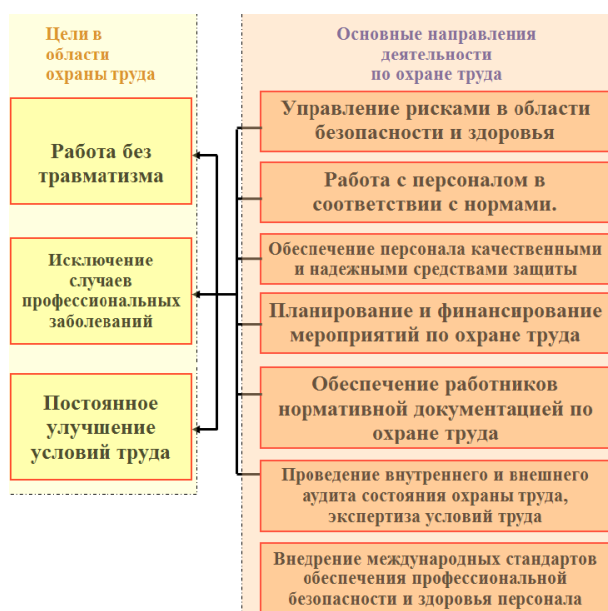 Цели в
области
охраны труда
Работа без
травматизма
Исключение
случаев
профессиональных
заболеваний
Постоянное
улучшение
условий труда
Основные направления
деятельности
по охране труда
Управление рисками в области
безопасности и здоровья
Работа с персоналом в
соответствии с нормами.
Обеспечение персонала качественными
и надежными средствами защиты
Планирование и финансирование
мероприятий по охране труда
Обеспечение работников
нормативной документацией по
охране труда
Проведение внутреннего и внешнего
аудита состояния охраны труда,
экспертиза условий труда
Внедрение международных стандартов
обеспечения профессиональной
безопасности и здоровья персонала